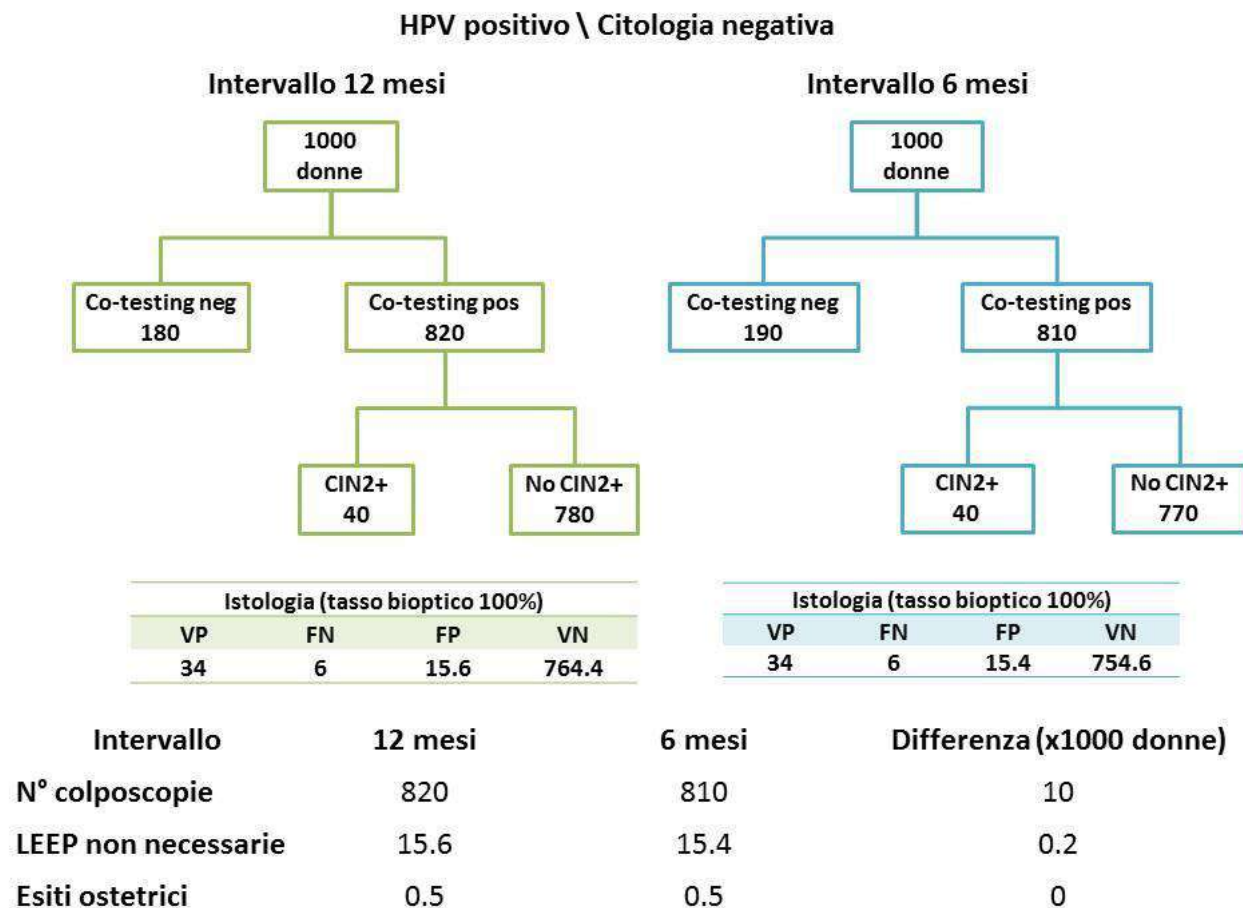 HPV positivo \ Citologia negativa
Intervallo 12 mesi
1000
donne
Co-testing neg
180
Co-testing pos
820
CIN2+
40
No CIN2+
780
Istologia (tasso bioptico 100%)
VP FN FP VN
34 6 15.6 764.4
Intervallo 6 mesi
1000
donne
Co-testing neg
190
Co-testing pos
810
CIN2+
40
No CIN2+
770
Istologia (tasso bioptico 100%)
VP FN FP VN
34 6 15.4 754.6
Intervallo 12 mesi 6 mesi Differenza (x1000 donne)
N° colposcopie 820 810 10
LEEP non necessarie 15.6 15.4 0.2
Esiti ostetrici 0.5 0.5 0